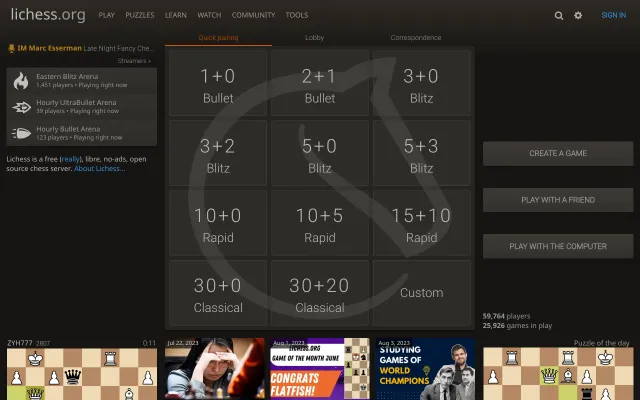 lichess.org
PLAY PUZZLES LEARN WATCH COMMUNITY TOOLS
SIGN IN
IM Marc Esserman Late Night Fancy Che...
Streamers »
Eastern Blitz Arena
1,451 players • Playing right now
Hourly UltraBullet Arena
39 players • Playing right now
Hourly Bullet Arena
123 players • Playing right now
Lichess is a free (really), libre, no-ads, open
source chess server. About Lichess...
Quick pairing Lobby Correspondence
1+0
Bullet
2+1
Bullet
3+0
Blitz
3+2
Blitz
5+0
Blitz
5+3
Blitz
10+0
Rapid
10+5
Rapid
15+10
Rapid
30+0
Classical
30+20
Classical
Custom
CREATE A GAME
PLAY WITH A FRIEND
PLAY WITH THE COMPUTER
59,764 players
25,926 games in play
ZYH777 2807 0:11
Jul 22, 2023
Aug 1, 2023
LICHESS.ORG
GAME OF THE MONTH JUNE
CONGRATS
FLATFISH!
Aug 3, 2023
STUDYING
GAMES OF
WORLD
CHAMPIONS
Puzzle of the day